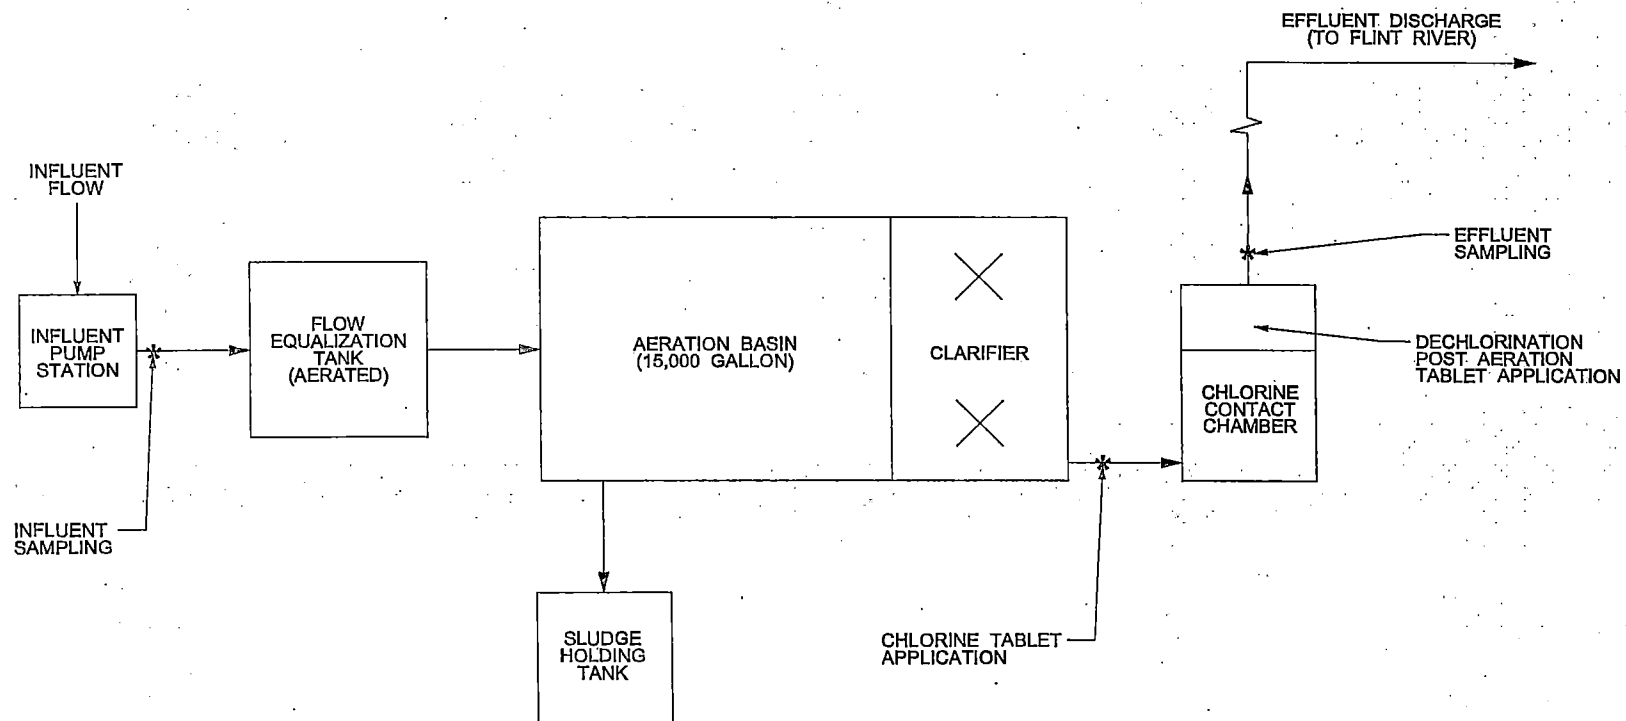 EFFLUENT DISCHARGE
(TO FLINT RIVER)
INFLUENT
FLOW
EFFLUENT
SAMPLING
INFLUENT
PUMP
STATION
FLOW
EQUALIZATION
TANK
(AERATED)
AERATION BASIN
(15,000 GALLON)
CLARIFIER
DECHLORINATION
POST AERATION
TABLET APPLICATION
CHLORINE
CONTACT
CHAMBER
INFLUENT
SAMPLING
SLUDGE
HOLDING
TANK
CHLORINE TABLET
APPLICATION